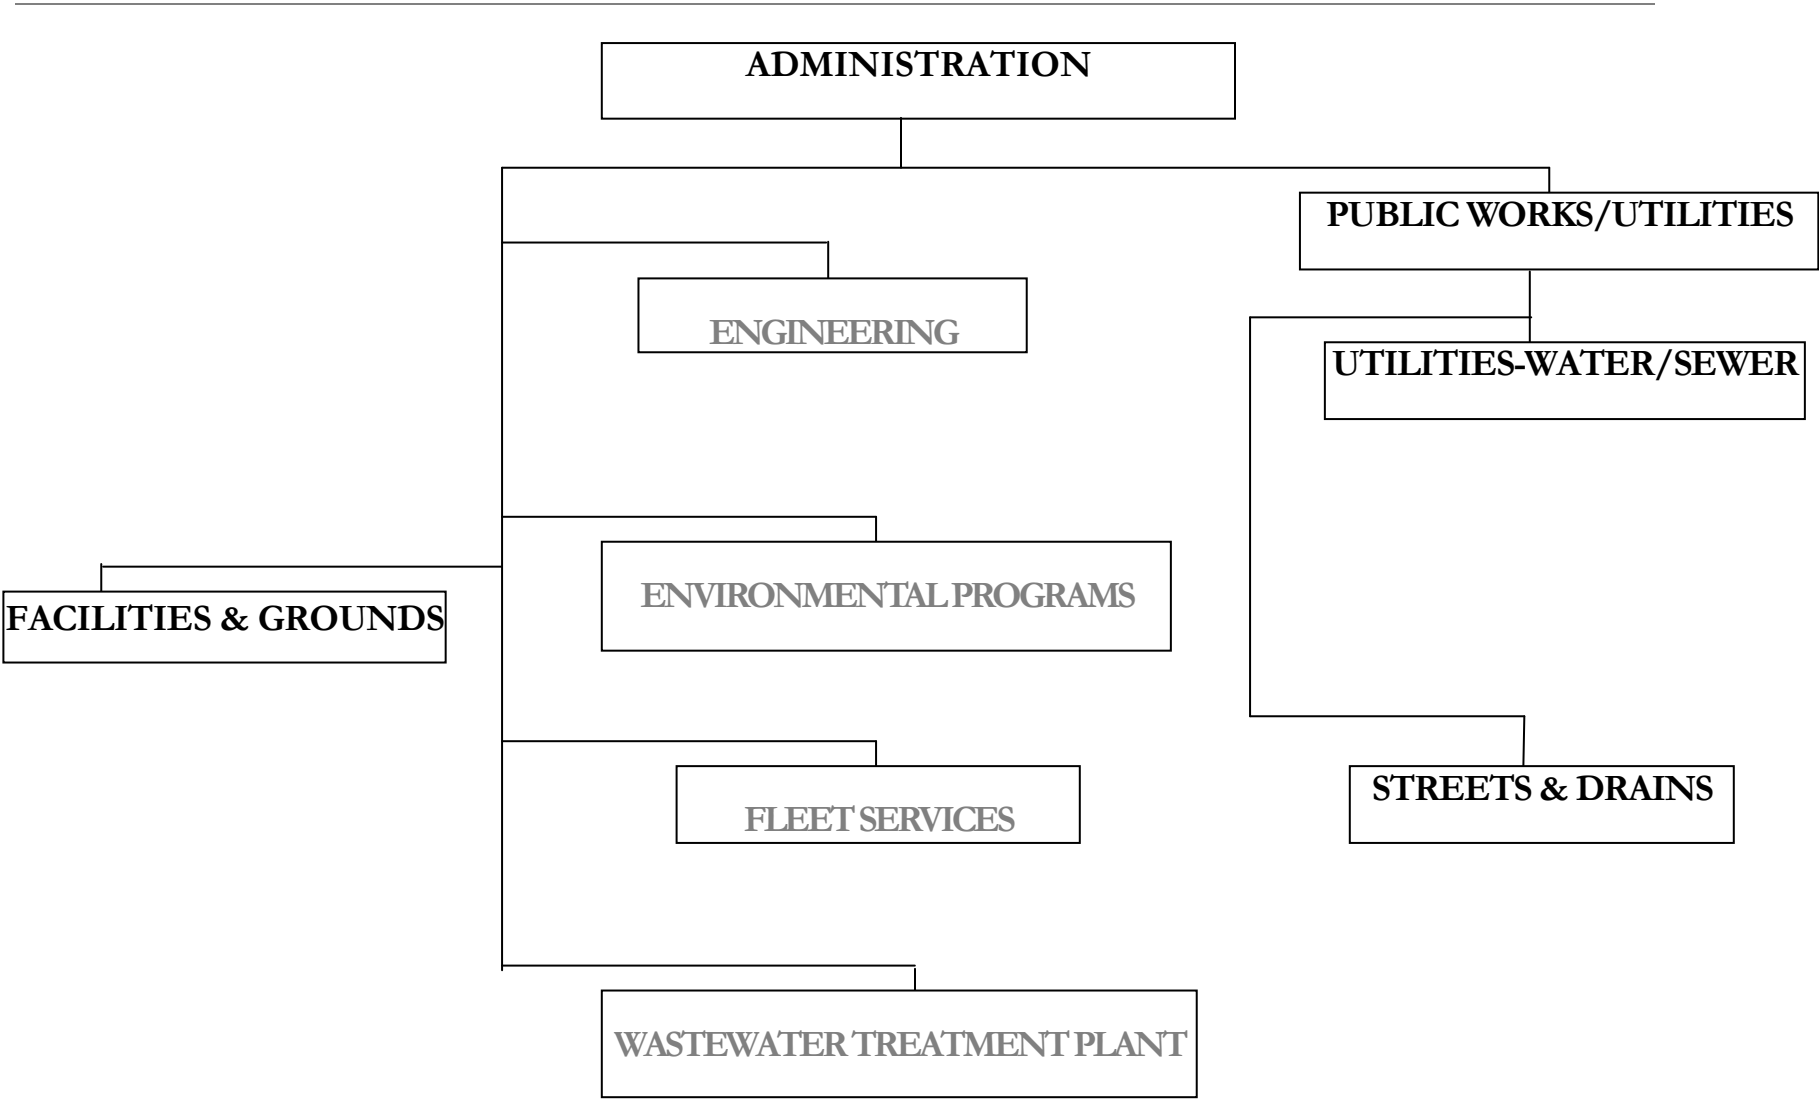 ADMINISTRATION
PUBLIC WORKS/UTILITIES
ENGINEERING
UTILITIES-WATER/SEWER
ENVIRONMENTAL PROGRAMS
FACILITIES & GROUNDS
STREETS & DRAINS
FLEET SERVICES
WASTEWATER TREATMENT PLANT